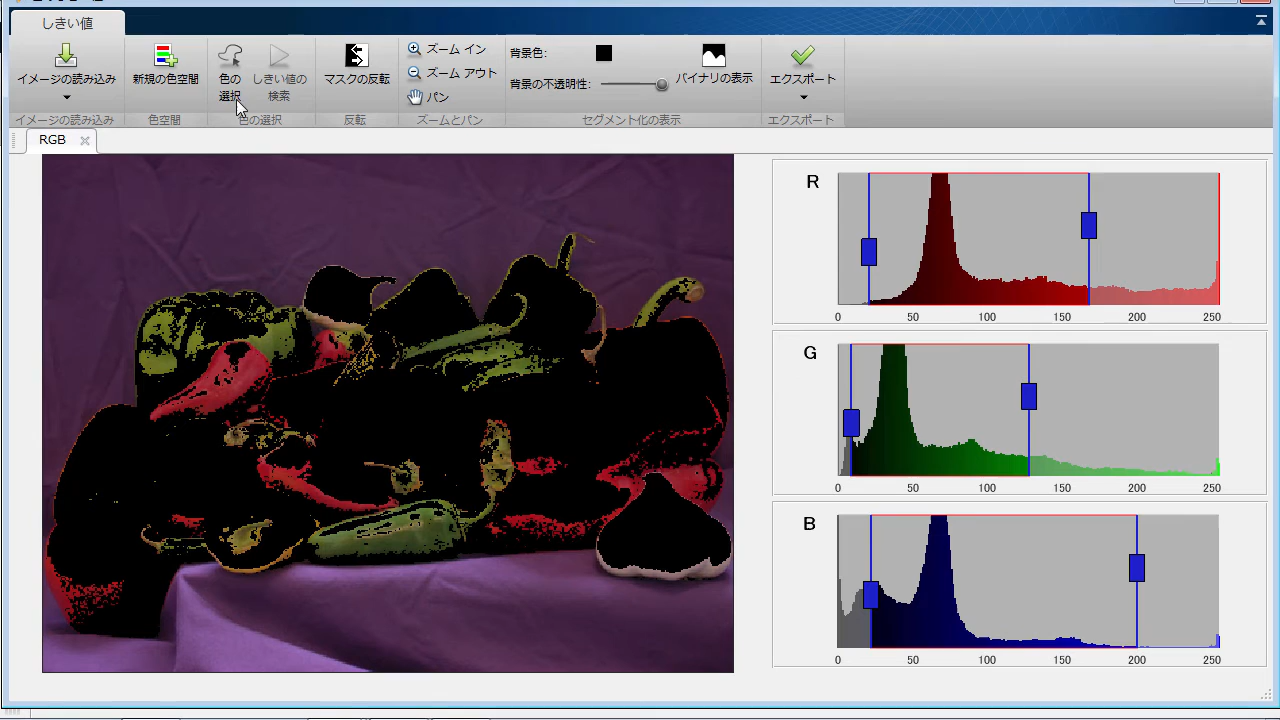 しきい値
イメージの読み込み
新規の色空間
色の
選択
しきい値の
検索
マスクの反転
ズーム イン
ズーム アウト
パン
背景色:
背景の不透明性:
バイナリの表示
エクスポート
イメージの読み込み
色空間
色の選択
反転
ズームとパン
セグメント化の表示
エクスポート
RGB
R
0 50 100 150 200 250
G
0 50 100 150 200 250
B
0 50 100 150 200 250